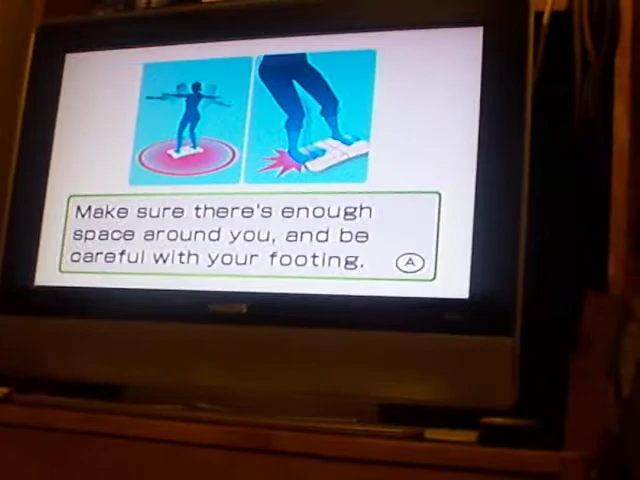 Make sure there's enough
space around you, and be
careful with your footing.
A